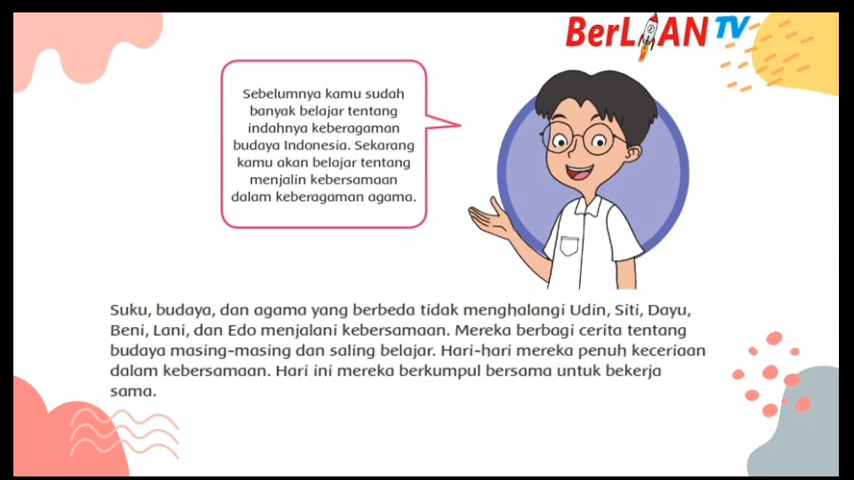 BerLIAN TV
Sebelumnya kamu sudah
banyak belajar tentang
indahnya keberagaman
budaya Indonesia. Sekarang
kamu akan belajar tentang
menjalin kebersamaan
dalam keberagaman agama.
Suku, budaya, dan agama yang berbeda tidak menghalangi Udin, Siti, Dayu,
Beni, Lani, dan Edo menjalani kebersamaan. Mereka berbagi cerita tentang
budaya masing-masing dan saling belajar. Hari-hari mereka penuh keceriaan
dalam kebersamaan. Hari ini mereka berkumpul bersama untuk bekerja
sama.